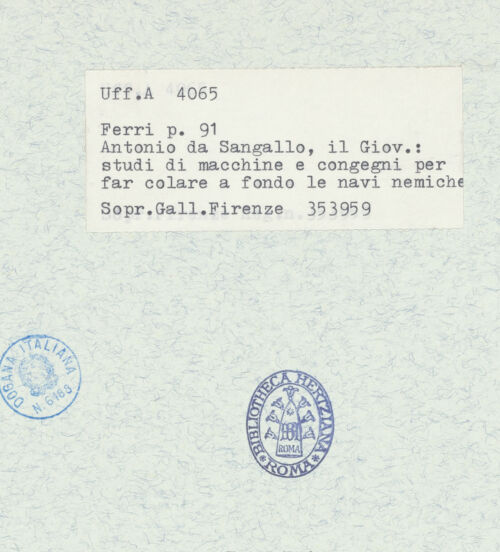 Uff.A 4065
Ferri p. 91
Antonio da Sangallo, il Giov.:
studi di macchine e congegni per
far colare a fondo le navi nemiche
Sopr.Gall.Firenze 353959
DOGANA ITALIANA
N. 6163
BIBLIOTHECA HERTZIANA
ROMA
*ROMA*